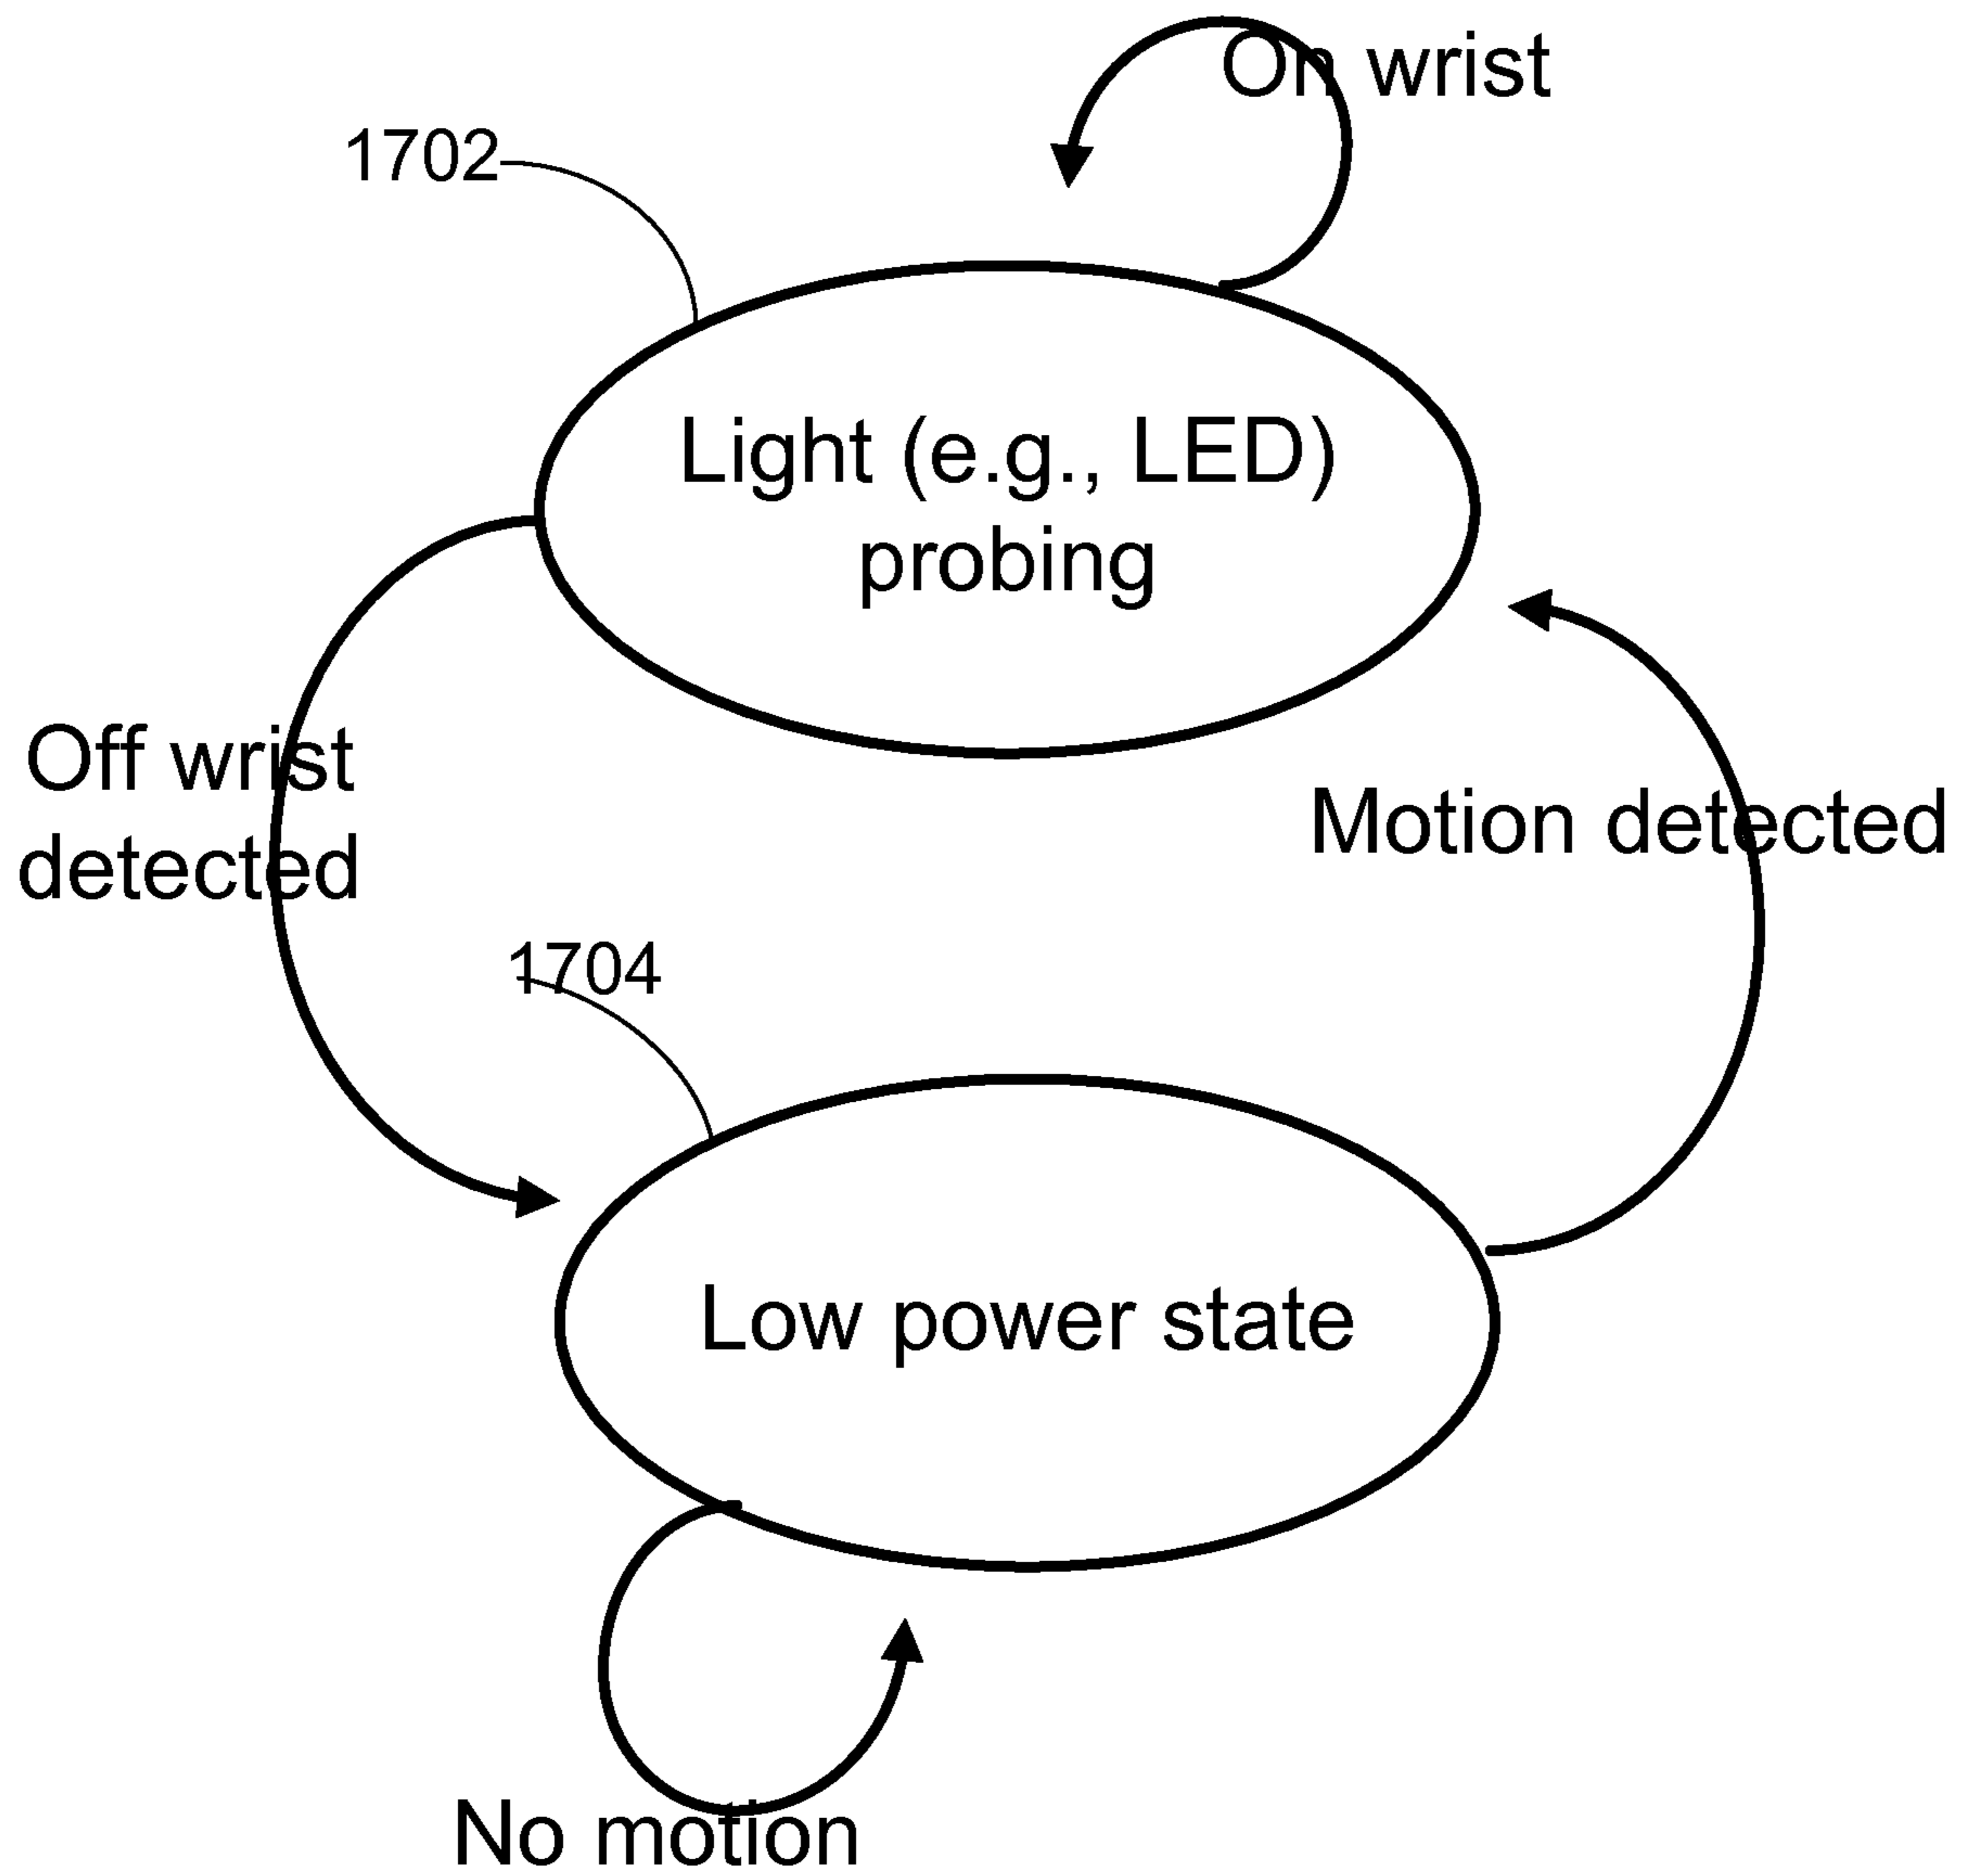 On wrist
1702
Light (e.g., LED)
probing
Off wrist
detected
Motion detected
1704
Low power state
No motion